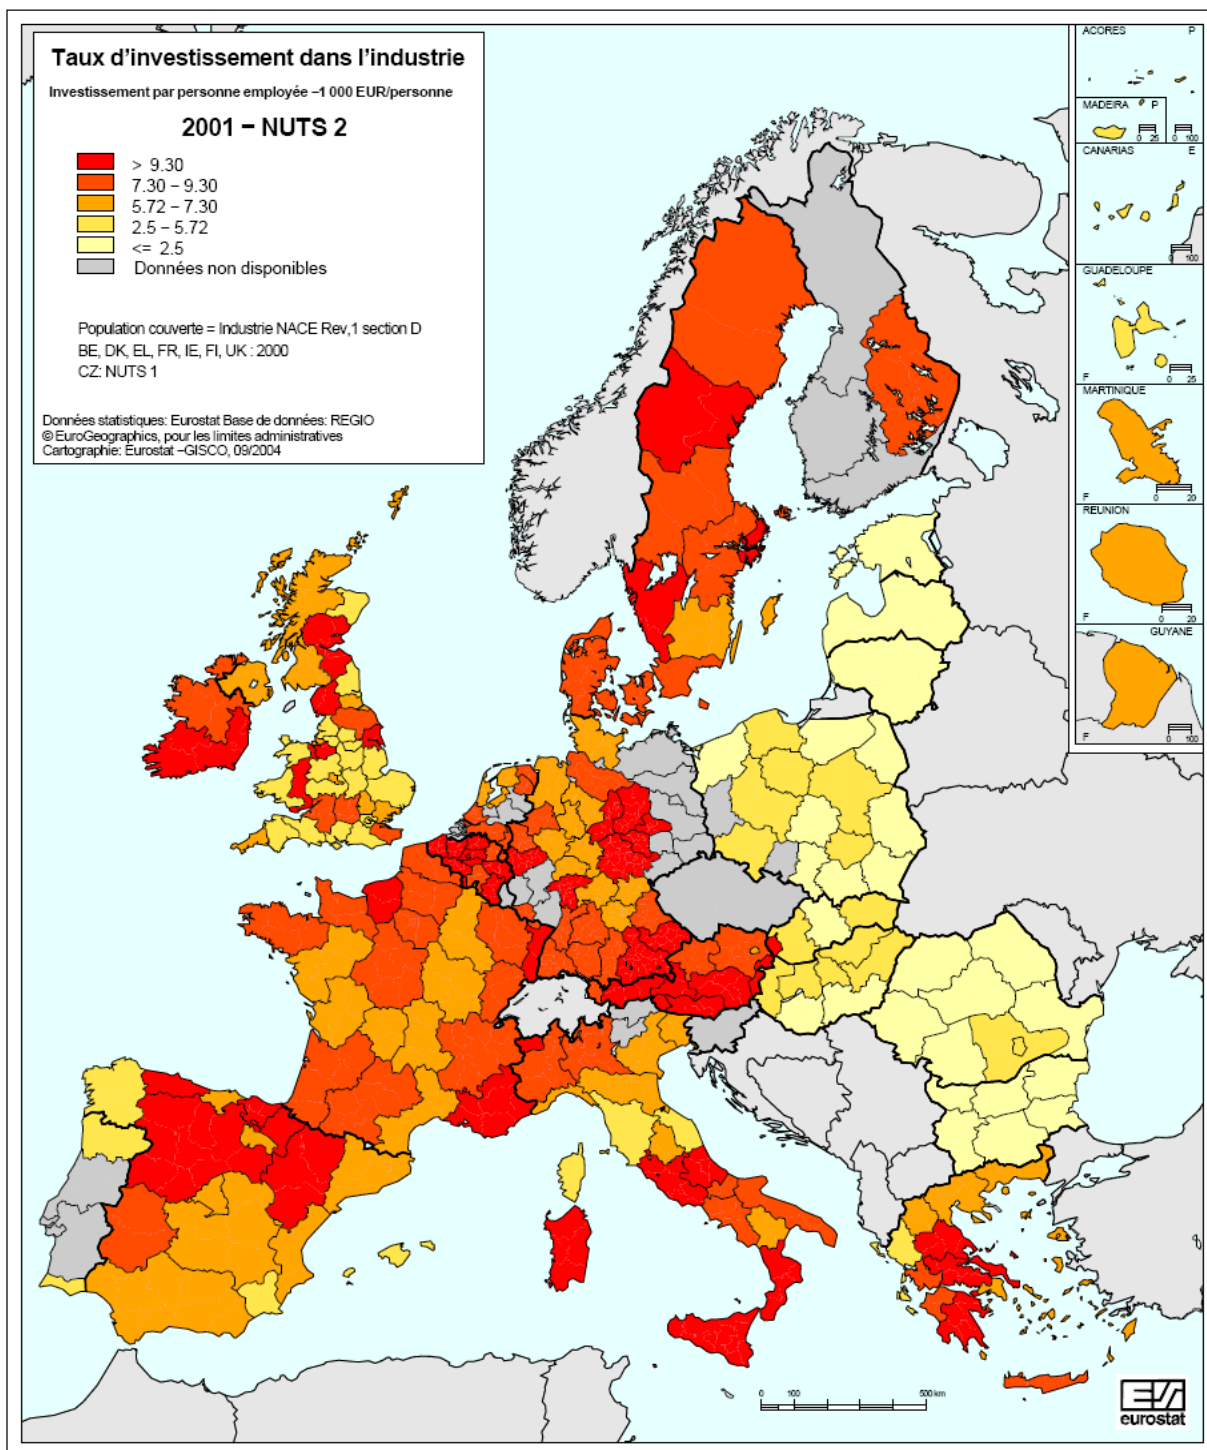 Taux d'investissement dans l'industrie
Investissement par personne employée −1 000 EUR/personne
2001 − NUTS 2
> 9.30
7.30 − 9.30
5.72 − 7.30
2.5 − 5.72
<= 2.5
Données non disponibles
Population couverte = Industrie NACE Rev,1 section D
BE, DK, EL, FR, IE, FI, UK : 2000
CZ: NUTS 1
Données statistiques: Eurostat Base de données: REGIO
© EuroGeographics, pour les limites administratives
Cartographie: Eurostat −GISCO, 09/2004
ACORES P
MADEIRA P
0 25 0 100
CANARIAS E
0 100
GUADELOUPE
F 0 25
MARTINIQUE
F 0 20
REUNION
F 0 20
GUYANE
F 0 100
0 100 500 km
eurostat